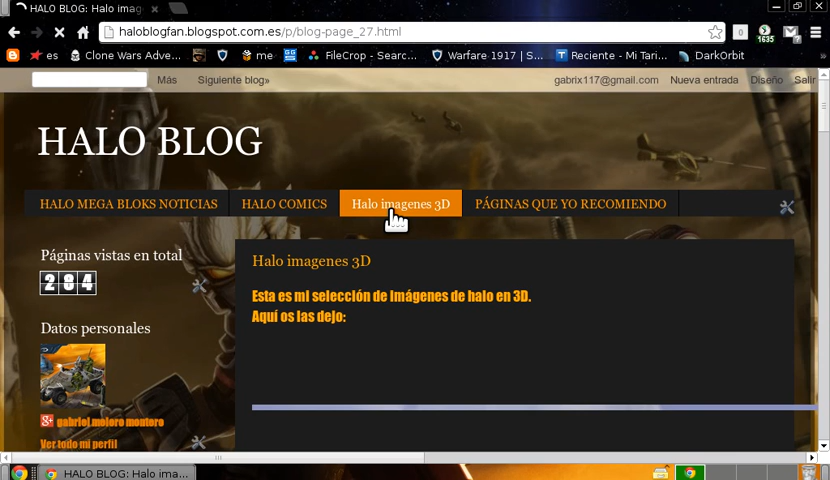 HALO BLOG: Halo imag
haloblogfan.blogspot.com.es/p/blog-page_27.html
0
1635
7
es
Clone Wars Adve...
me
FileCrop - Searc...
Warfare 1917 | S...
Reciente - Mi Tari...
DarkOrbit
»
Más
Siguiente blog»
gabrix117@gmail.com
Nueva entrada
Diseño
Salir
HALO BLOG
HALO MEGA BLOKS NOTICIAS
HALO COMICS
Halo imagenes 3D
PÁGINAS QUE YO RECOMIENDO
Páginas vistas en total
284
Halo imagenes 3D
Esta es mi selección de imágenes de halo en 3D.
Aquí os las dejo:
Datos personales
gabriel molero montoro
Ver todo mi perfil
HALO BLOG: Halo ima...